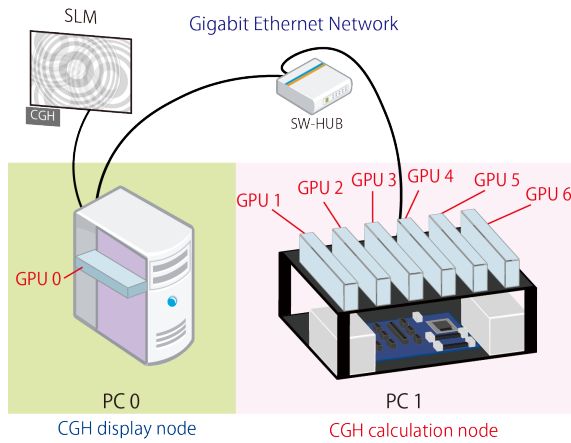 Gigabit Ethernet Network
SLM
CGH
SW-HUB
GPU 0
GPU 1
GPU 2
GPU 3
GPU 4
GPU 5
GPU 6
PC 0
PC 1
CGH display node
CGH calculation node